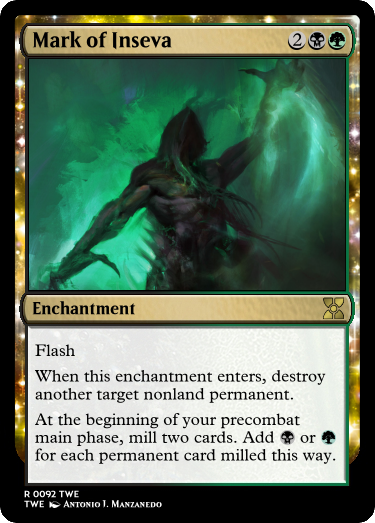 Mark of Inseva 2
Enchantment
Flash
When this enchantment enters, destroy
another target nonland permanent.
At the beginning of your precombat
main phase, mill two cards. Add or
for each permanent card milled this way.
R 0092 TWE
TWE Antonio J. Manzanedo